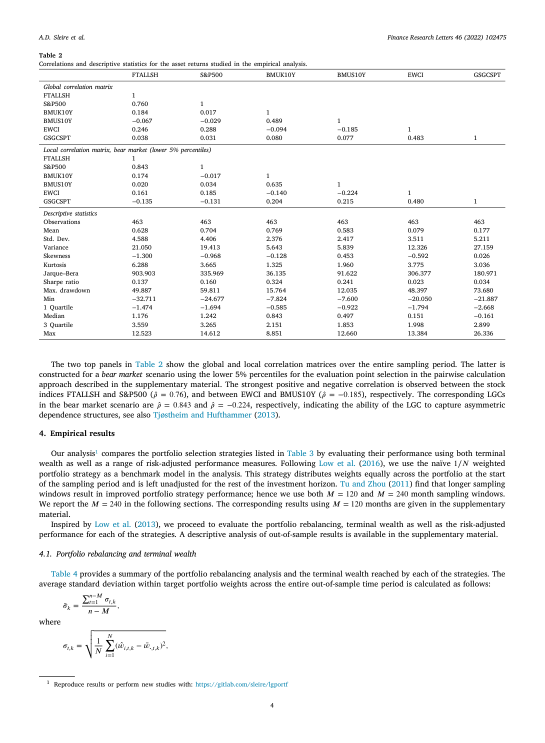 A.D. Sleire et al.
Finance Research Letters 46 (2022) 102475
Table 2
Correlations and descriptive statistics for the asset returns studied in the empirical analysis.
FTALLSH S&P500 BMUK10Y BMUS10Y EWCI GSGCSPT
Global correlation matrix
FTALLSH 1
S&P500 0.760 1
BMUK10Y 0.184 0.017 1
BMUS10Y −0.067 −0.029 0.489 1
EWCI 0.246 0.288 −0.094 −0.185 1
GSGCSPT 0.038 0.031 0.080 0.077 0.483 1
Local correlation matrix, bear market (lower 5% percentiles)
FTALLSH 1
S&P500 0.843 1
BMUK10Y 0.174 −0.017 1
BMUS10Y 0.020 0.034 0.635 1
EWCI 0.161 0.185 −0.140 −0.224 1
GSGCSPT −0.135 −0.131 0.204 0.215 0.480 1
Descriptive statistics
Observations 463 463 463 463 463 463
Mean 0.628 0.704 0.769 0.583 0.079 0.177
Std. Dev. 4.588 4.406 2.376 2.417 3.511 5.211
Variance 21.050 19.413 5.643 5.839 12.326 27.159
Skewness −1.300 −0.968 −0.128 0.453 −0.592 0.026
Kurtosis 6.288 3.665 1.325 1.960 3.775 3.036
Jarque–Bera 903.903 335.969 36.135 91.622 306.377 180.971
Sharpe ratio 0.137 0.160 0.324 0.241 0.023 0.034
Max. drawdown 49.887 59.811 15.764 12.035 48.397 73.680
Min −32.711 −24.677 −7.824 −7.600 −20.050 −21.887
1 Quartile −1.474 −1.694 −0.585 −0.922 −1.794 −2.668
Median 1.176 1.242 0.843 0.497 0.151 −0.161
3 Quartile 3.559 3.265 2.151 1.853 1.998 2.899
Max 12.523 14.612 8.851 12.660 13.384 26.336
The two top panels in Table 2 show the global and local correlation matrices over the entire sampling period. The latter is
constructed for a bear market scenario using the lower 5% percentiles for the evaluation point selection in the pairwise calculation
approach described in the supplementary material. The strongest positive and negative correlation is observed between the stock
indices FTALLSH and S&P500 (ρ̂ = 0.76), and between EWCI and BMUS10Y (ρ̂ = −0.185), respectively. The corresponding LGCs
in the bear market scenario are ρ̂ = 0.843 and ρ̂ = −0.224, respectively, indicating the ability of the LGC to capture asymmetric
dependence structures, see also Tjøstheim and Hufthammer (2013).
4. Empirical results
Our analysis¹ compares the portfolio selection strategies listed in Table 3 by evaluating their performance using both terminal
wealth as well as a range of risk-adjusted performance measures. Following Low et al. (2016), we use the naïve 1/N weighted
portfolio strategy as a benchmark model in the analysis. This strategy distributes weights equally across the portfolio at the start
of the sampling period and is left unadjusted for the rest of the investment horizon. Tu and Zhou (2011) find that longer sampling
windows result in improved portfolio strategy performance; hence we use both M = 120 and M = 240 month sampling windows.
We report the M = 240 in the following sections. The corresponding results using M = 120 months are given in the supplementary
material.
Inspired by Low et al. (2013), we proceed to evaluate the portfolio rebalancing, terminal wealth as well as the risk-adjusted
performance for each of the strategies. A descriptive analysis of out-of-sample results is available in the supplementary material.
4.1. Portfolio rebalancing and terminal wealth
Table 4 provides a summary of the portfolio rebalancing analysis and the terminal wealth reached by each of the strategies. The
average standard deviation within target portfolio weights across the entire out-of-sample time period is calculated as follows:
σ̄ₖ = ∑ₜ₌₁ⁿ⁻ᴹ σₜ,ₖ / (n − M),
where
σₜ,ₖ = √(1/N ∑ᵢ₌₁ᴺ (ŵᵢ,ₜ,ₖ − w̄.,ₜ,ₖ)²),
¹ Reproduce results or perform new studies with: https://gitlab.com/sleire/lgportf
4